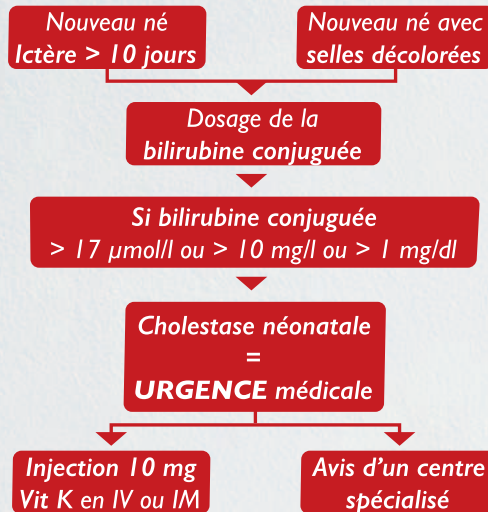 Nouveau né
Ictère > 10 jours
Nouveau né avec
selles décolorées
Dosage de la
bilirubine conjuguée
Si bilirubine conjuguée
> 17 µmol/l ou > 10 mg/l ou > 1 mg/dl
Cholestase néonatale
=
URGENCE médicale
Injection 10 mg
Vit K en IV ou IM
Avis d'un centre
spécialisé